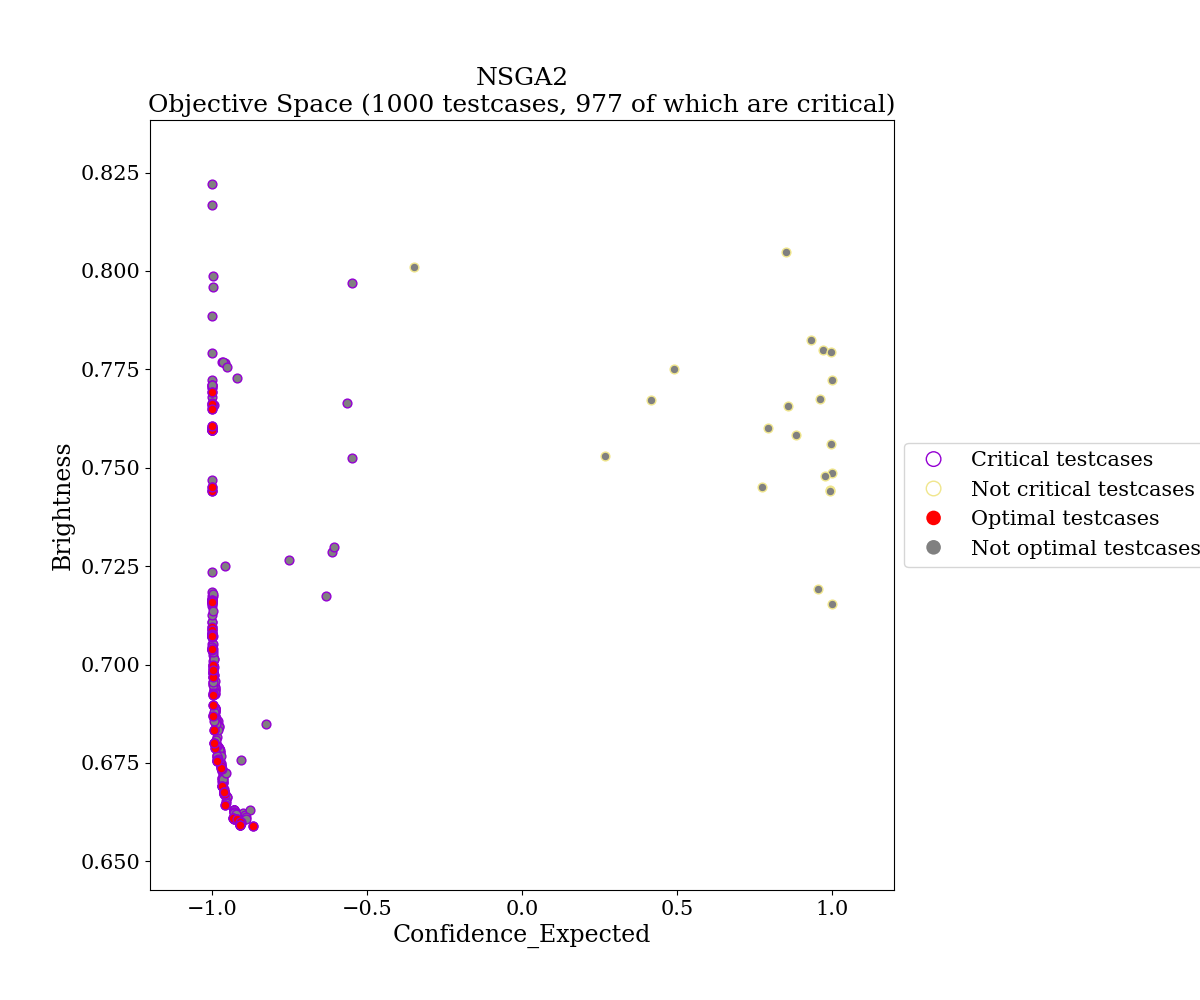 NSGA2
Objective Space (1000 testcases, 977 of which are critical)
0.825
0.800
0.775
0.750
0.725
0.700
0.675
0.650
Brightness
−1.0
−0.5
0.0
0.5
1.0
Confidence_Expected
Critical testcases
Not critical testcases
Optimal testcases
Not optimal testcases